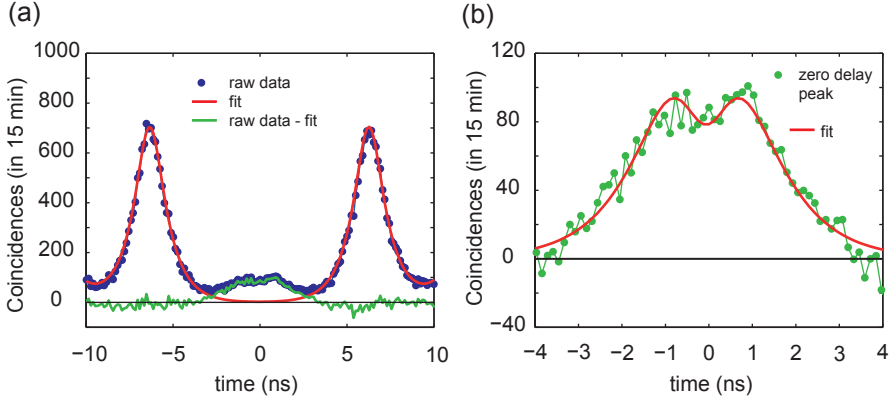 (a)
1000
800
600
400
200
0
Coincidences (in 15 min)
raw data
fit
raw data - fit
−10
−5
0
5
10
time (ns)
(b)
120
80
40
0
−40
Coincidences (in 15 min)
zero delay
peak
fit
−4
−3
−2
−1
0
1
2
3
4
time (ns)